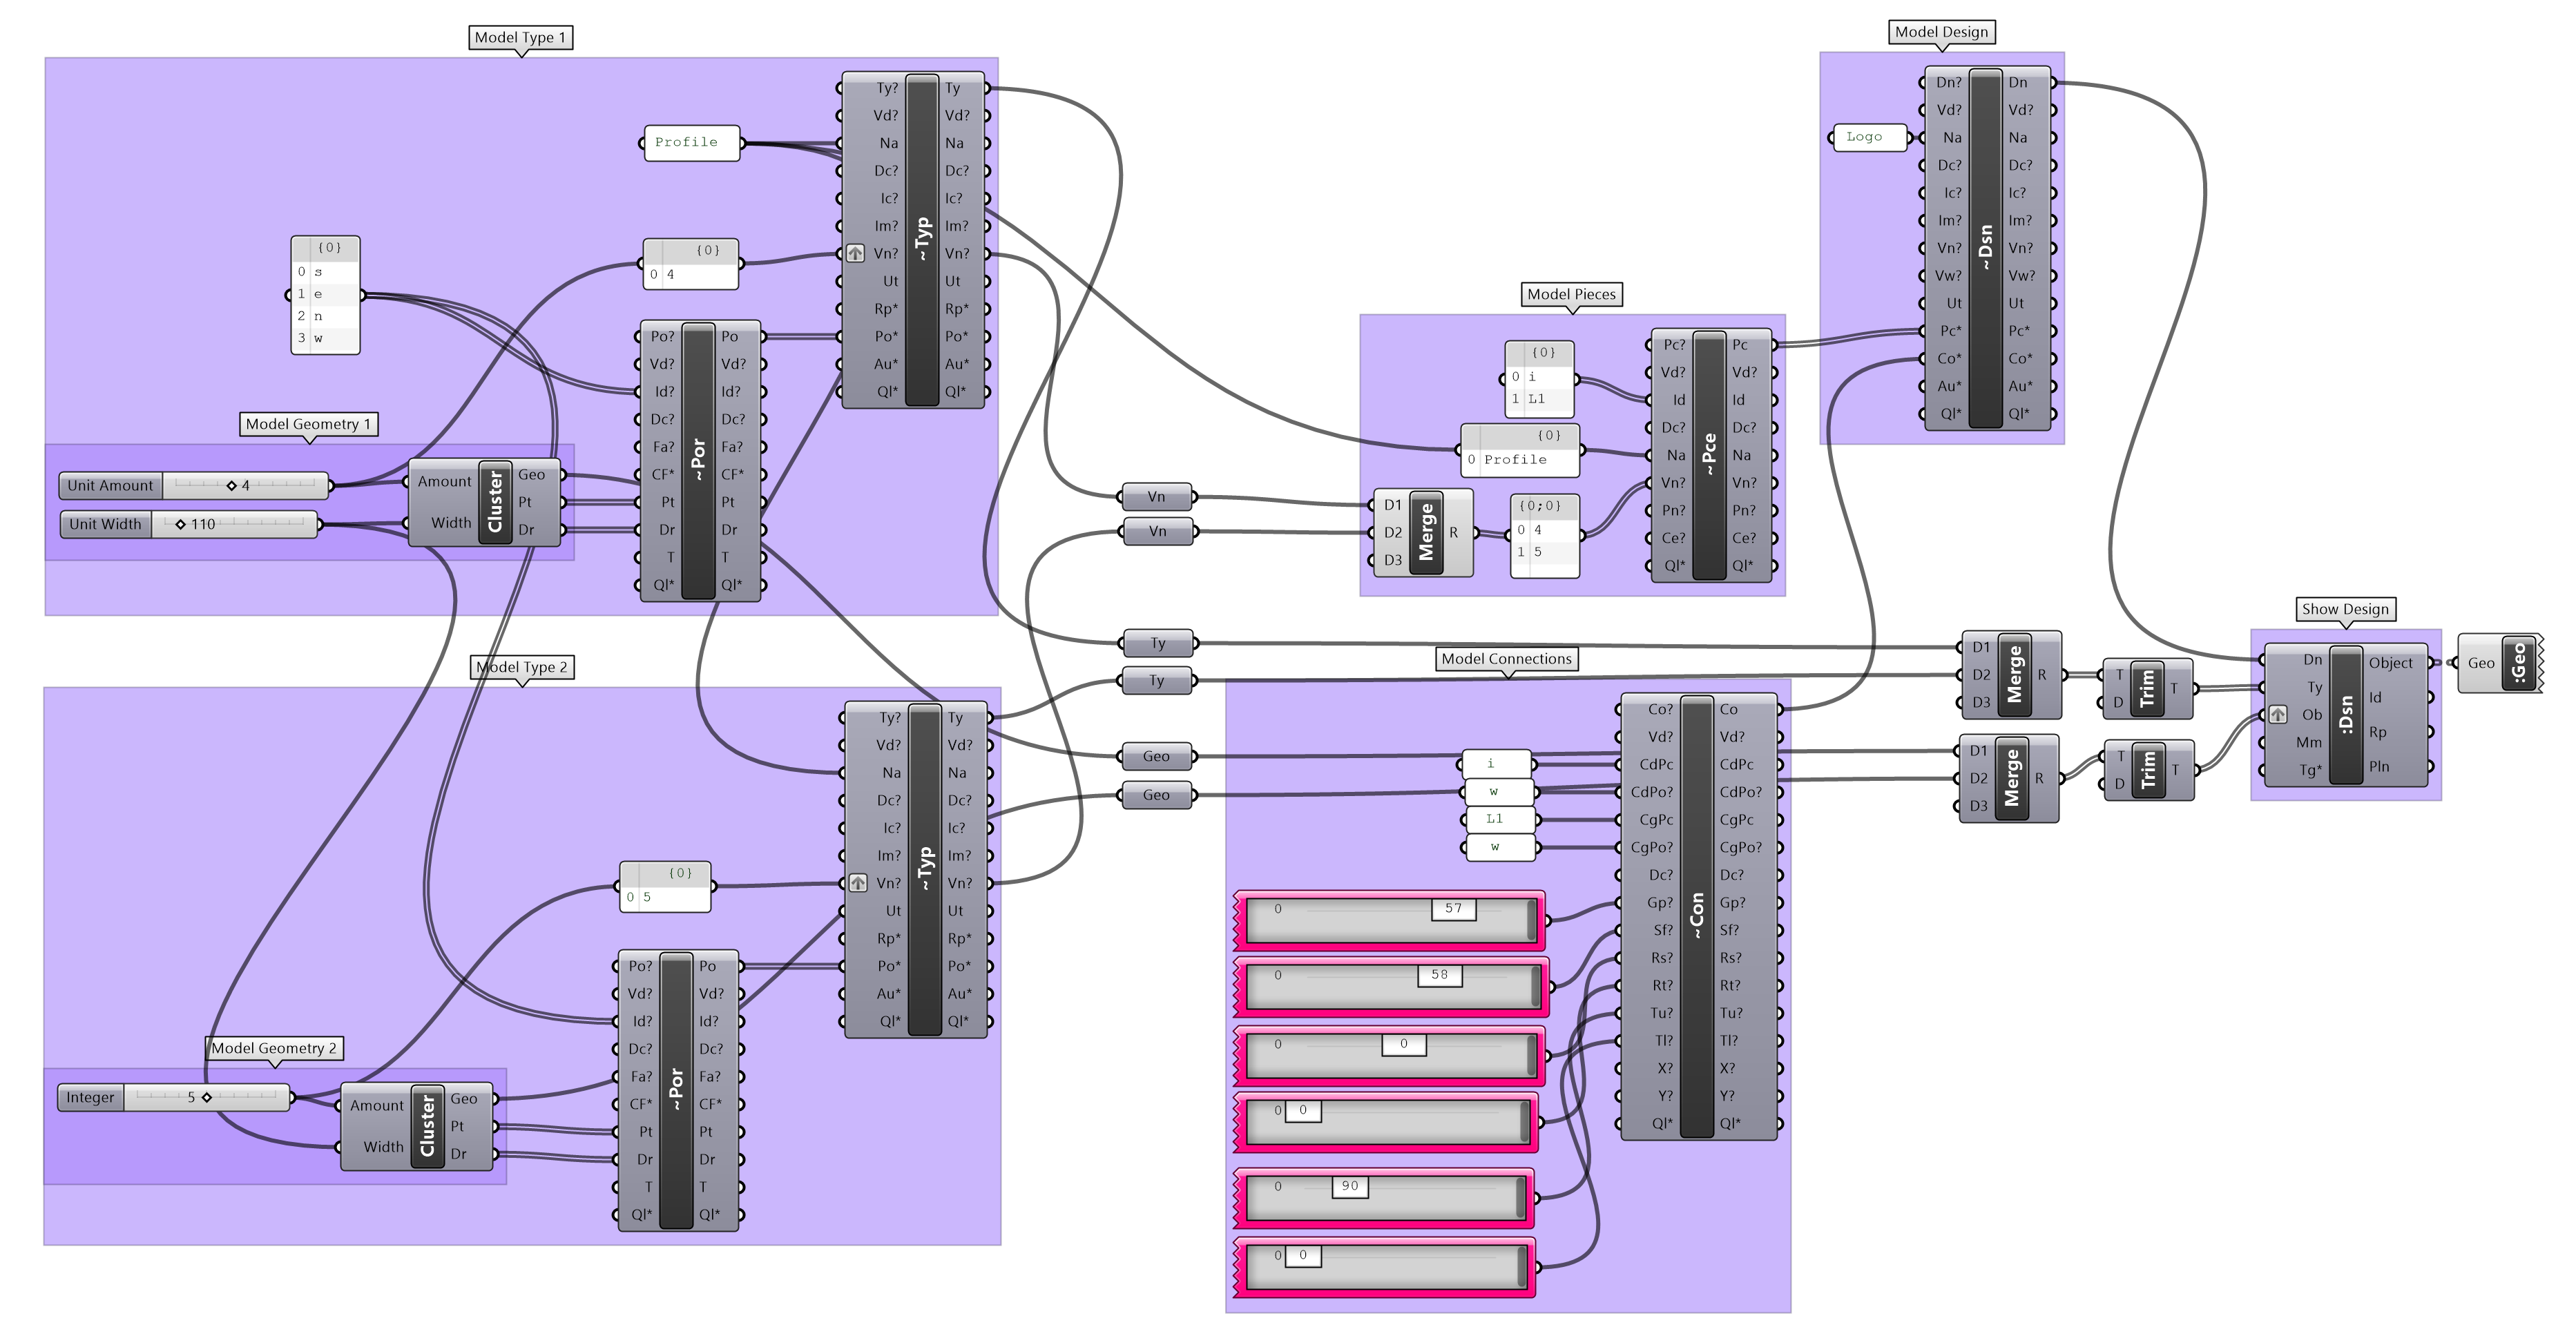 Model Type 1
Profile
{0}
0 s
1 e
2 n
3 w
{0}
0 4
Ty? Ty
Vd? Vd?
Na Na
Dc? Dc?
Ic? Ic?
Im? Im?
Vn? Vn?
Ut Ut
Rp* Rp*
Po* Po*
Au* Au*
Ql* Ql*
~Typ
Po? Po
Vd? Vd?
Id? Id?
Dc? Dc?
Fa? Fa?
CF* CF*
Pt Pt
Dr Dr
T T
Ql* Ql*
~Por
Model Geometry 1
Unit Amount 4
Unit Width 110
Amount Geo
Pt
Width Dr
Cluster
Model Type 2
{0}
0 5
Ty? Ty
Vd? Vd?
Na Na
Dc? Dc?
Ic? Ic?
Im? Im?
Vn? Vn?
Ut Ut
Rp* Rp*
Po* Po*
Au* Au*
Ql* Ql*
~Typ
Po? Po
Vd? Vd?
Id? Id?
Dc? Dc?
Fa? Fa?
CF* CF*
Pt Pt
Dr Dr
T T
Ql* Ql*
~Por
Model Geometry 2
Integer 5
Amount Geo
Pt
Width Dr
Cluster
Vn
Vn
Ty
Ty
Geo
Geo
Model Pieces
{0}
0 i
1 L1
{0}
0 Profile
D1
D2 R
D3
Merge
{0;0}
0 4
1 5
Pc? Pc
Vd? Vd?
Id Id
Dc? Dc?
Na Na
Vn? Vn?
Pn? Pn?
Ce? Ce?
Ql* Ql*
~Pce
Model Connections
i
w
L1
w
0 57
0 58
0 0
0 0
0 90
0 0
Co? Co
Vd? Vd?
CdPc CdPc
CdPo? CdPo?
CgPc CgPc
CgPo? CgPo?
Dc? Dc?
Gp? Gp?
Sf? Sf?
Rs? Rs?
Rt? Rt?
Tu? Tu?
Tl? Tl?
X? X?
Y? Y?
Ql* Ql*
~Con
Model Design
Logo
Dn? Dn
Vd? Vd?
Na Na
Dc? Dc?
Ic? Ic?
Im? Im?
Vn? Vn?
Vw? Vw?
Ut Ut
Pc* Pc*
Co* Co*
Au* Au*
Ql* Ql*
~Dsn
D1
D2 R
D3
Merge
T T
D
Trim
D1
D2 R
D3
Merge
T T
D
Trim
Show Design
Dn Object
Ty Id
Ob Rp
Mm Pln
Tg*
:Dsn
Geo :Geo